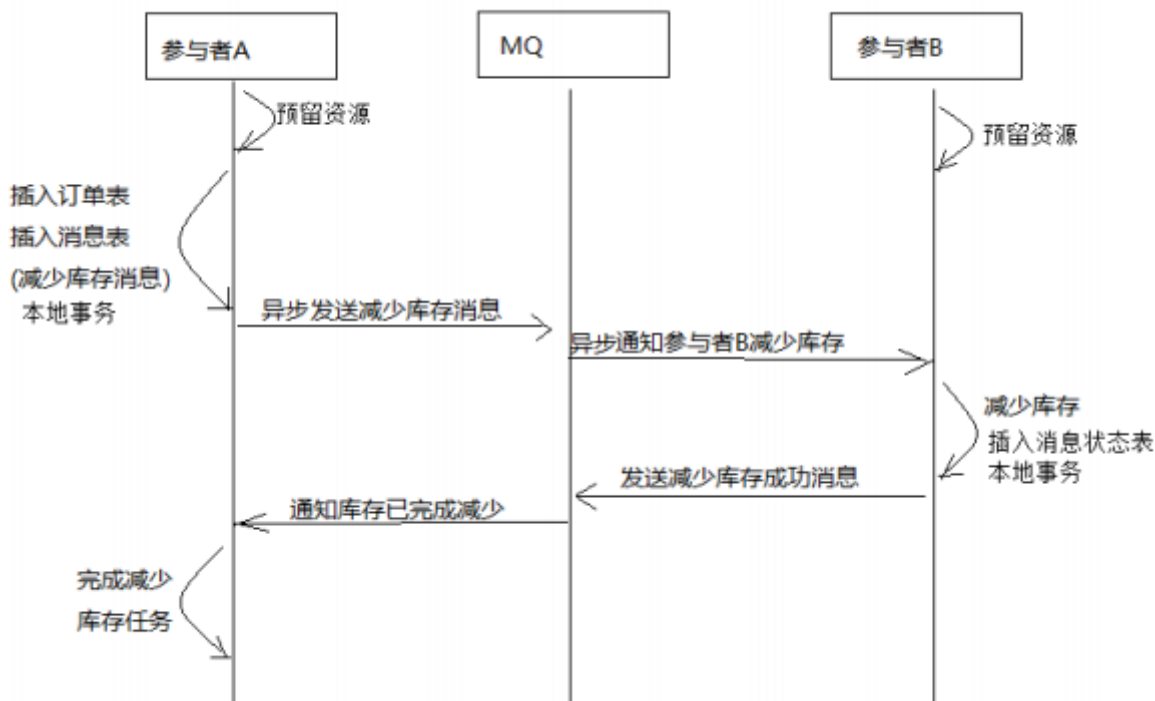 参与者A
MQ
参与者B
预留资源
预留资源
插入订单表
插入消息表
(减少库存消息)
本地事务
异步发送减少库存消息
异步通知参与者B减少库存
减少库存
插入消息状态表
本地事务
发送减少库存成功消息
通知库存已完成减少
完成减少
库存任务